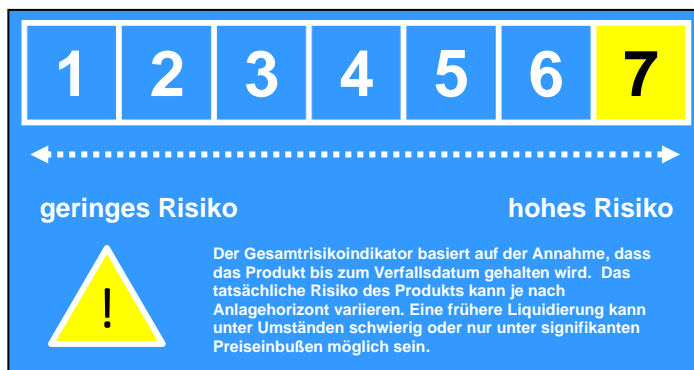 1 2 3 4 5 6 7
geringes Risiko hohes Risiko
!
Der Gesamtrisikoindikator basiert auf der Annahme, dass
das Produkt bis zum Verfallsdatum gehalten wird. Das
tatsächliche Risiko des Produkts kann je nach
Anlagehorizont variieren. Eine frühere Liquidierung kann
unter Umständen schwierig oder nur unter signifikanten
Preiseinbußen möglich sein.